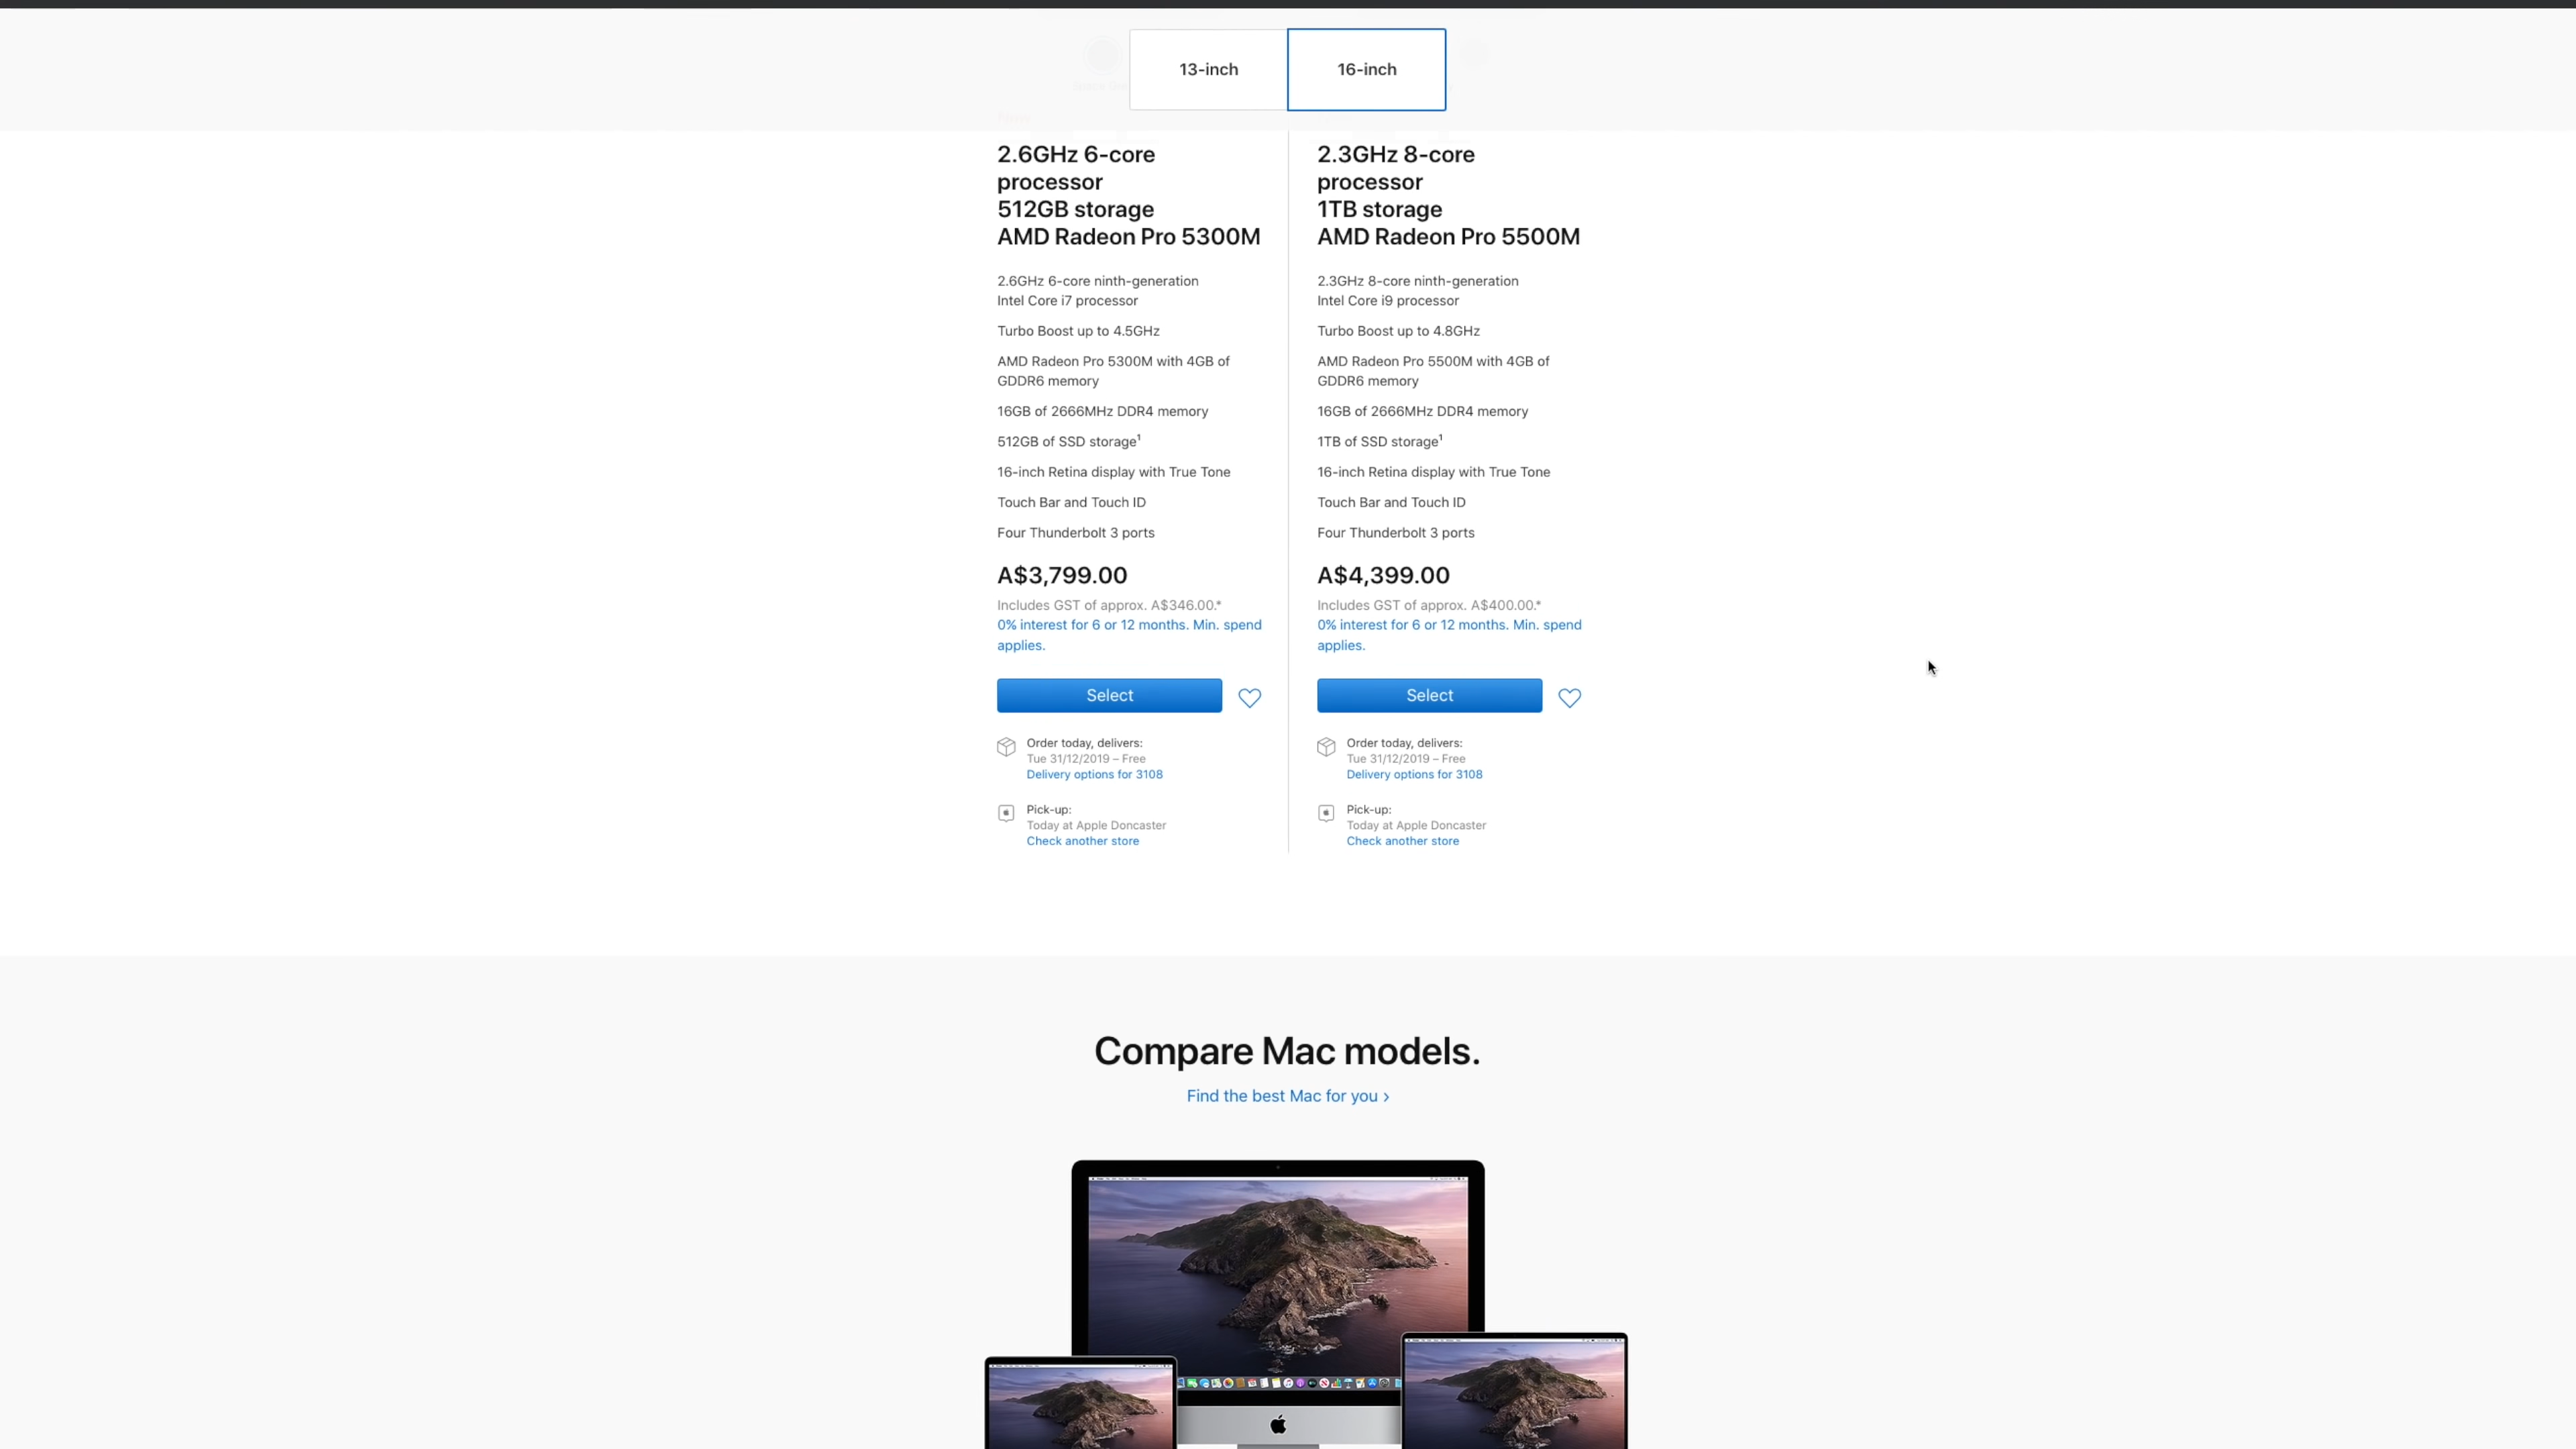 13-inch
16-inch
2.6GHz 6-core
processor
512GB storage
AMD Radeon Pro 5300M
2.6GHz 6-core ninth-generation
Intel Core i7 processor
Turbo Boost up to 4.5GHz
AMD Radeon Pro 5300M with 4GB of
GDDR6 memory
16GB of 2666MHz DDR4 memory
512GB of SSD storage¹
16-inch Retina display with True Tone
Touch Bar and Touch ID
Four Thunderbolt 3 ports
A$3,799.00
Includes GST of approx. A$346.00.*
0% interest for 6 or 12 months. Min. spend
applies.
Select
Order today, delivers:
Tue 31/12/2019 – Free
Delivery options for 3108
Pick-up:
Today at Apple Doncaster
Check another store
2.3GHz 8-core
processor
1TB storage
AMD Radeon Pro 5500M
2.3GHz 8-core ninth-generation
Intel Core i9 processor
Turbo Boost up to 4.8GHz
AMD Radeon Pro 5500M with 4GB of
GDDR6 memory
16GB of 2666MHz DDR4 memory
1TB of SSD storage¹
16-inch Retina display with True Tone
Touch Bar and Touch ID
Four Thunderbolt 3 ports
A$4,399.00
Includes GST of approx. A$400.00.*
0% interest for 6 or 12 months. Min. spend
applies.
Select
Order today, delivers:
Tue 31/12/2019 – Free
Delivery options for 3108
Pick-up:
Today at Apple Doncaster
Check another store
Compare Mac models.
Find the best Mac for you ›